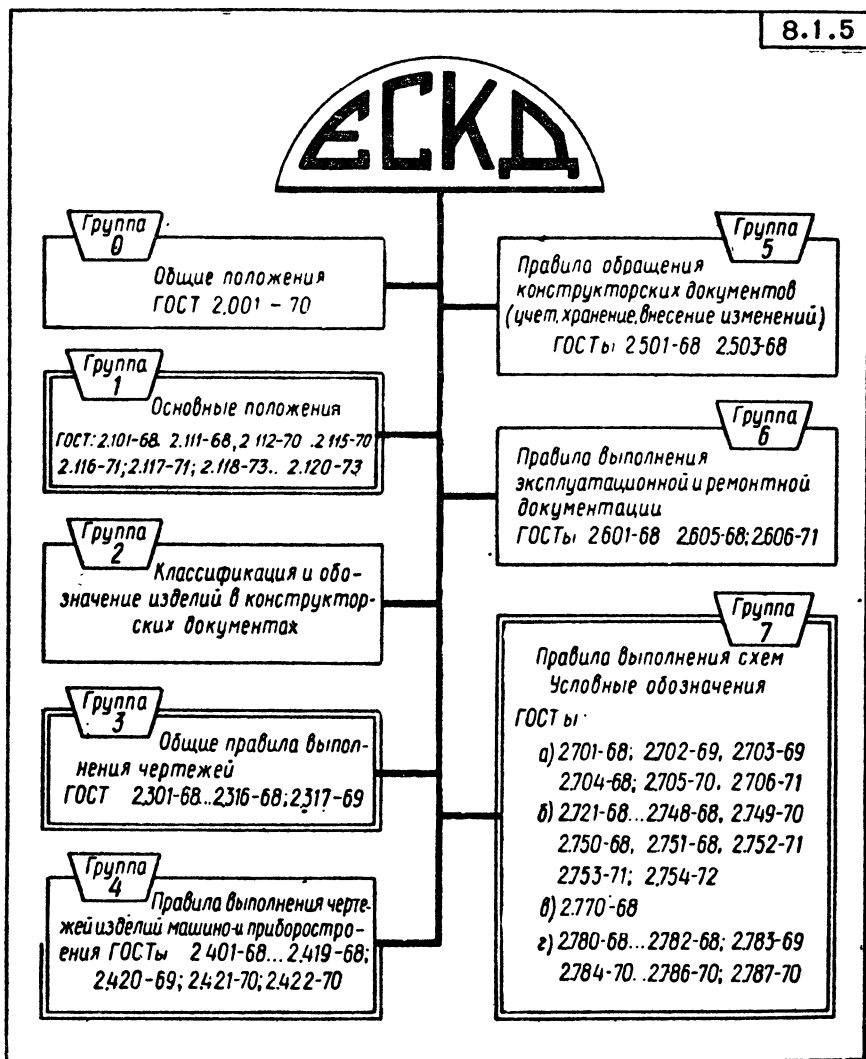 8.1.5
ЕСКД
Группа
0
Общие положения
ГОСТ 2.001 – 70
Группа
1
Основные положения
ГОСТ: 2.101-68. 2.111-68, 2 112-70 .2 115-70
2.116-71; 2.117-71; 2.118-73.. 2.120-73
Группа
2
Классификация и обо-
значение изделий в конструктор-
ских документах
Группа
3
Общие правила выпол-
нения чертежей
ГОСТ 2.301-68...2.316-68; 2.317-69
Группа
4
Правила выполнения черте-
жей изделий машино-и приборостро-
ения ГОСТы 2 401-68... 2.419-68;
2.420-69; 2.421-70; 2.422-70
Группа
5
Правила обращения
конструкторских документов
(учет, хранение, внесение изменений)
ГОСТы 2 501-68 2.503-68
Группа
6
Правила выполнения
эксплуатационной и ремонтной
документации
ГОСТы 2 601-68 2.605-68; 2.606-71
Группа
7
Правила выполнения схем
Условные обозначения
ГОСТ ы
а) 2.701-68; 2.702-69, 2.703-69
2.704-68; 2.705-70. 2.706-71
б) 2.721-68...2.748-68, 2.749-70
2.750-68, 2.751-68, 2.752-71
2.753-71; 2.754-72
в) 2.770-68
г) 2.780-68...2.782-68; 2.783-69
2.784-70...2.786-70; 2.787-70